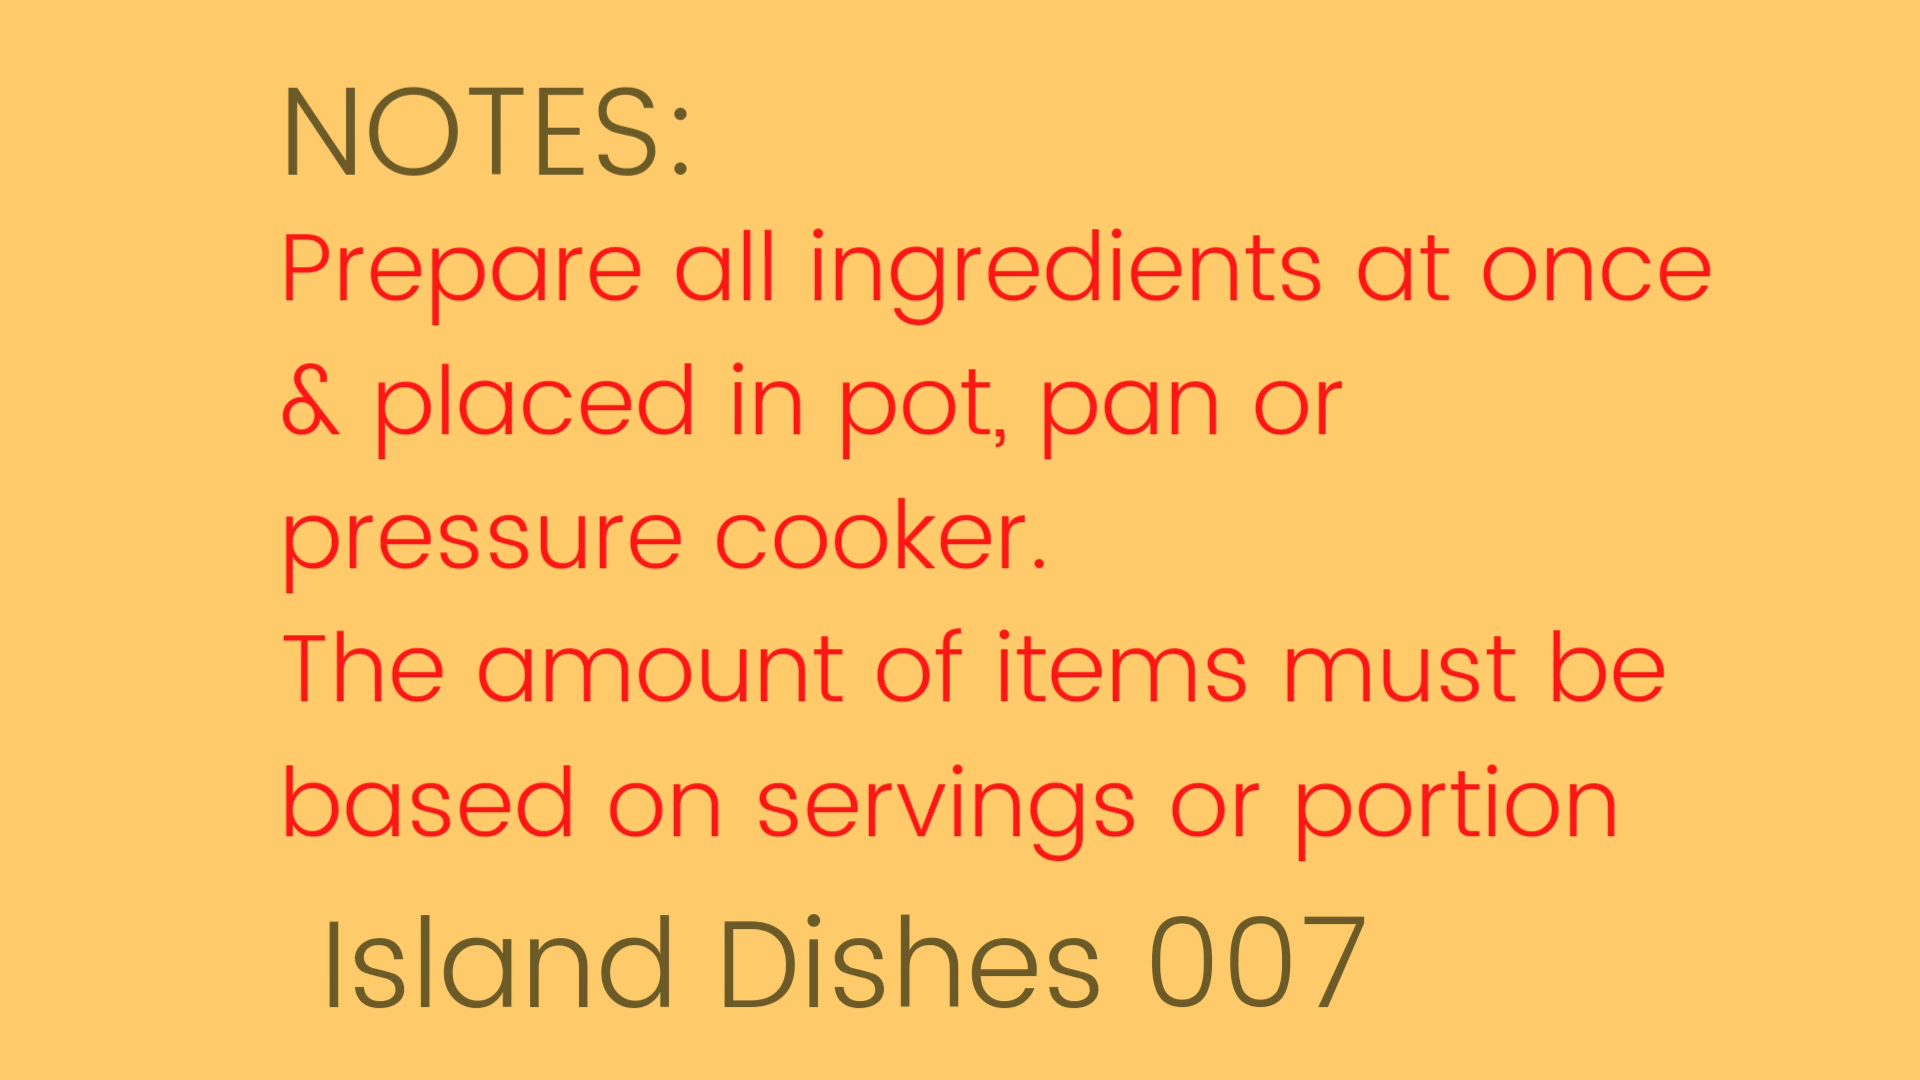 NOTES:
Prepare all ingredients at once
& placed in pot, pan or
pressure cooker.
The amount of items must be
based on servings or portion
Island Dishes 007